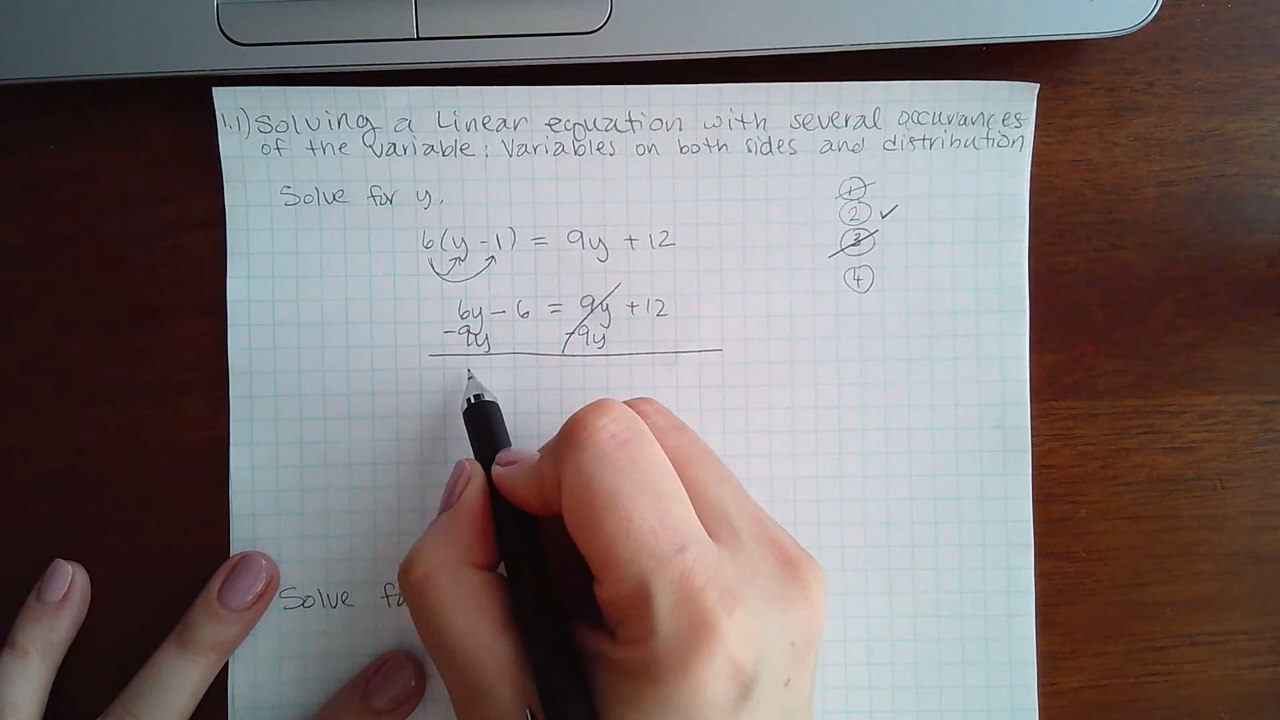 1.1) Solving a Linear equation with several occurances
of the variable: Variables on both sides and distribution
Solve for y.
6(y - 1) = 9y + 12
6y - 6 = 9y + 12
-9y -9y
1
2 ✓
3
4
Solve